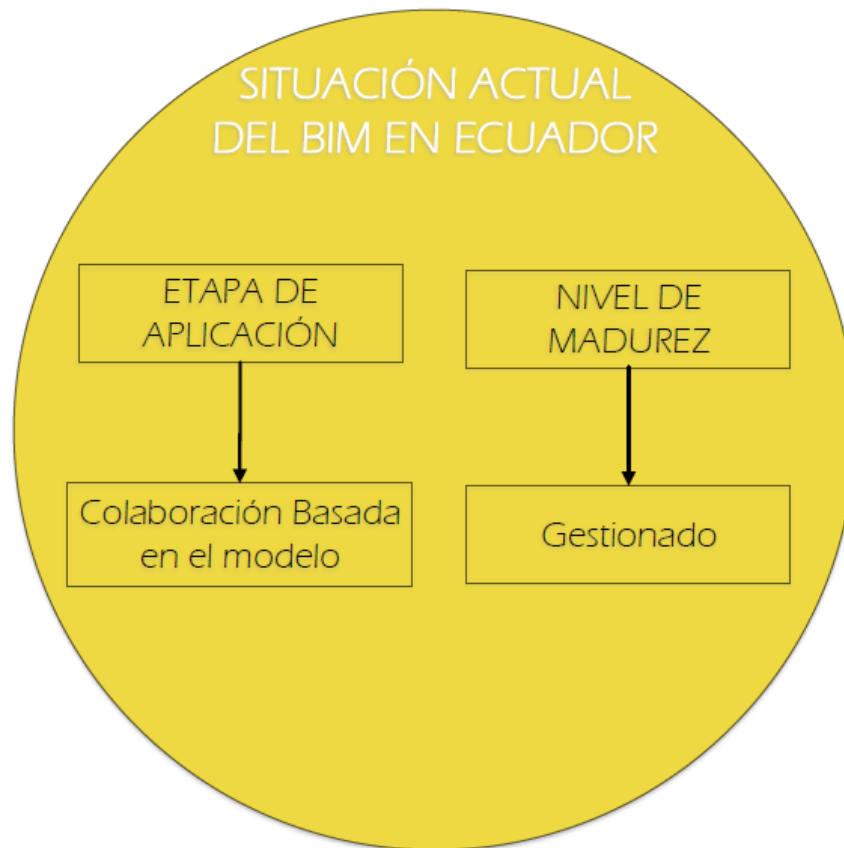 SITUACIÓN ACTUAL
DEL BIM EN ECUADOR
ETAPA DE
APLICACIÓN
NIVEL DE
MADUREZ
Colaboración Basada
en el modelo
Gestionado